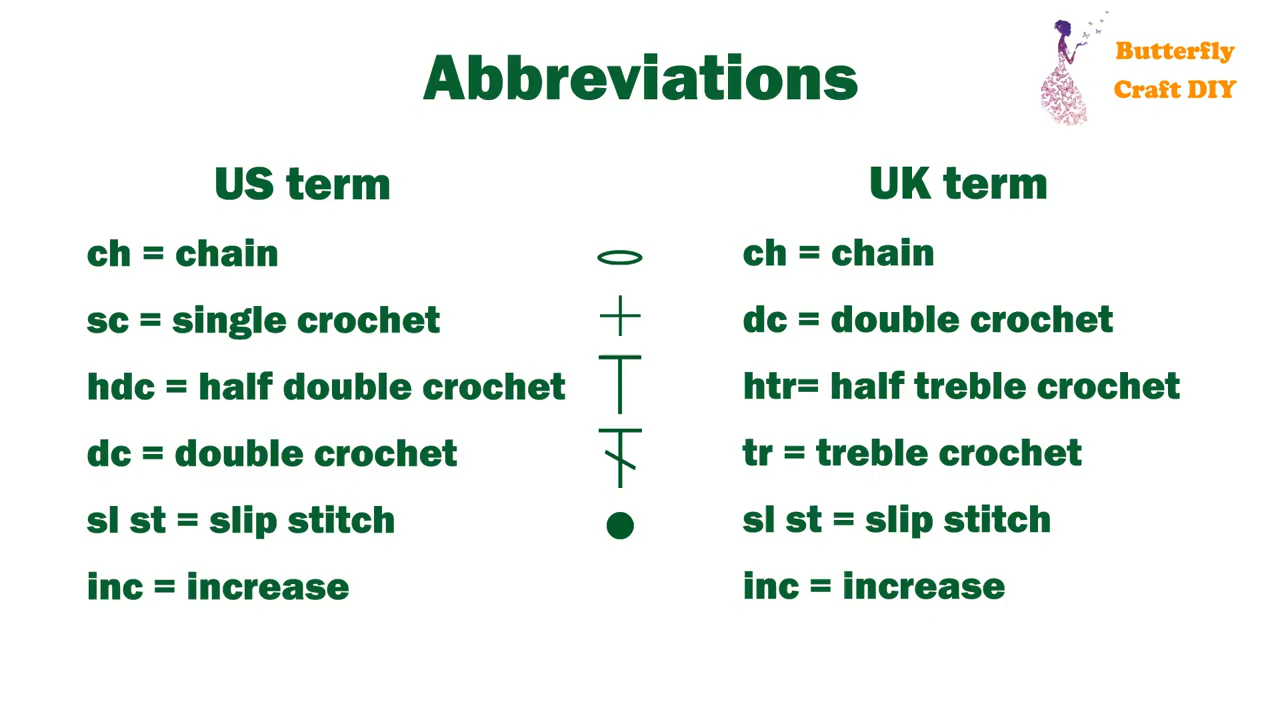 Abbreviations
Butterfly
Craft DIY
US term
ch = chain
sc = single crochet
hdc = half double crochet
dc = double crochet
sl st = slip stitch
inc = increase
UK term
ch = chain
dc = double crochet
htr= half treble crochet
tr = treble crochet
sl st = slip stitch
inc = increase